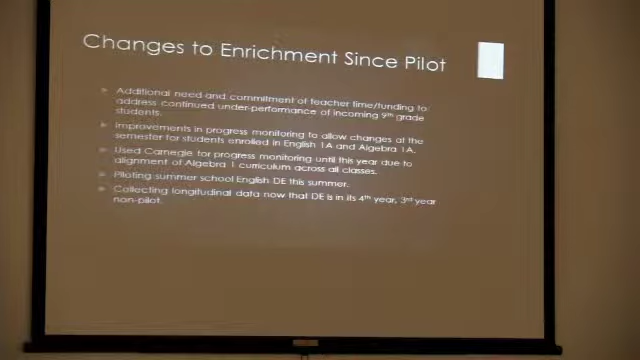 Changes to Enrichment Since Pilot
Additional need and commitment of teacher time/funding to
address continued under-performance of incoming 9th grade
students.
Improvements in progress monitoring to allow changes at the
semester for students enrolled in English 1A and Algebra 1A.
Used Carnegie for progress monitoring until this year due to
alignment of Algebra 1 curriculum across all classes.
Piloting summer school English DE this summer.
Collecting longitudinal data now that DE is in its 4th year, 3rd year
non-pilot.